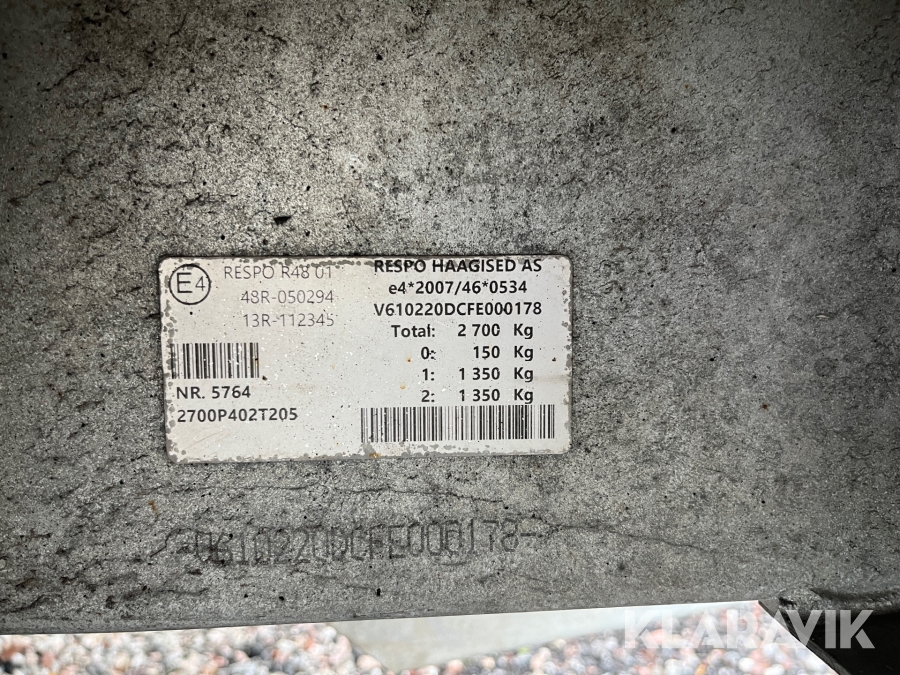 E4
RESPO R48 01
48R-050294
13R-112345
NR. 5764
2700P402T205
RESPO HAAGISED AS
e4*2007/46*0534
V610220DCFE000178
Total: 2 700 Kg
0: 150 Kg
1: 1 350 Kg
2: 1 350 Kg
V610220DCFE000178
KLARAVIK